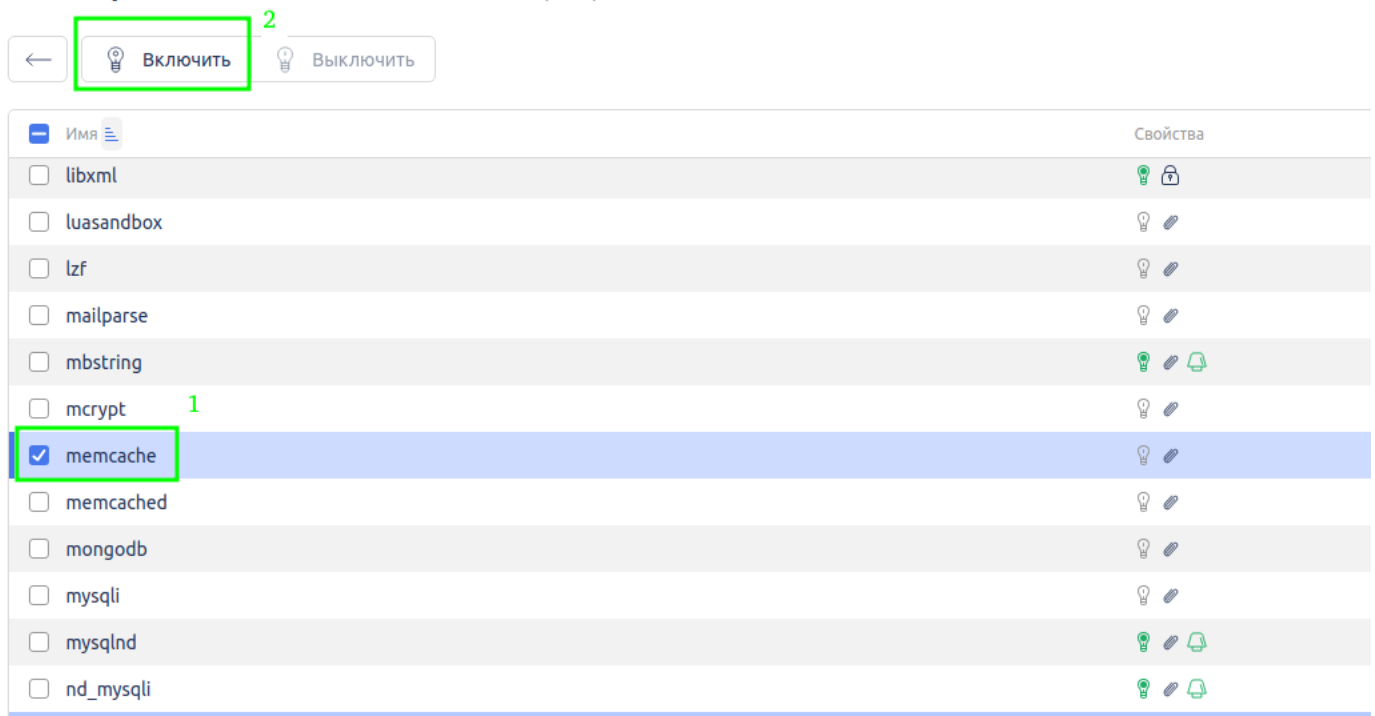 2
Включить Выключить
Имя Свойства
libxml
luasandbox
lzf
mailparse
mbstring
mcrypt 1
memcache
memcached
mongodb
mysqli
mysqlnd
nd_mysqli